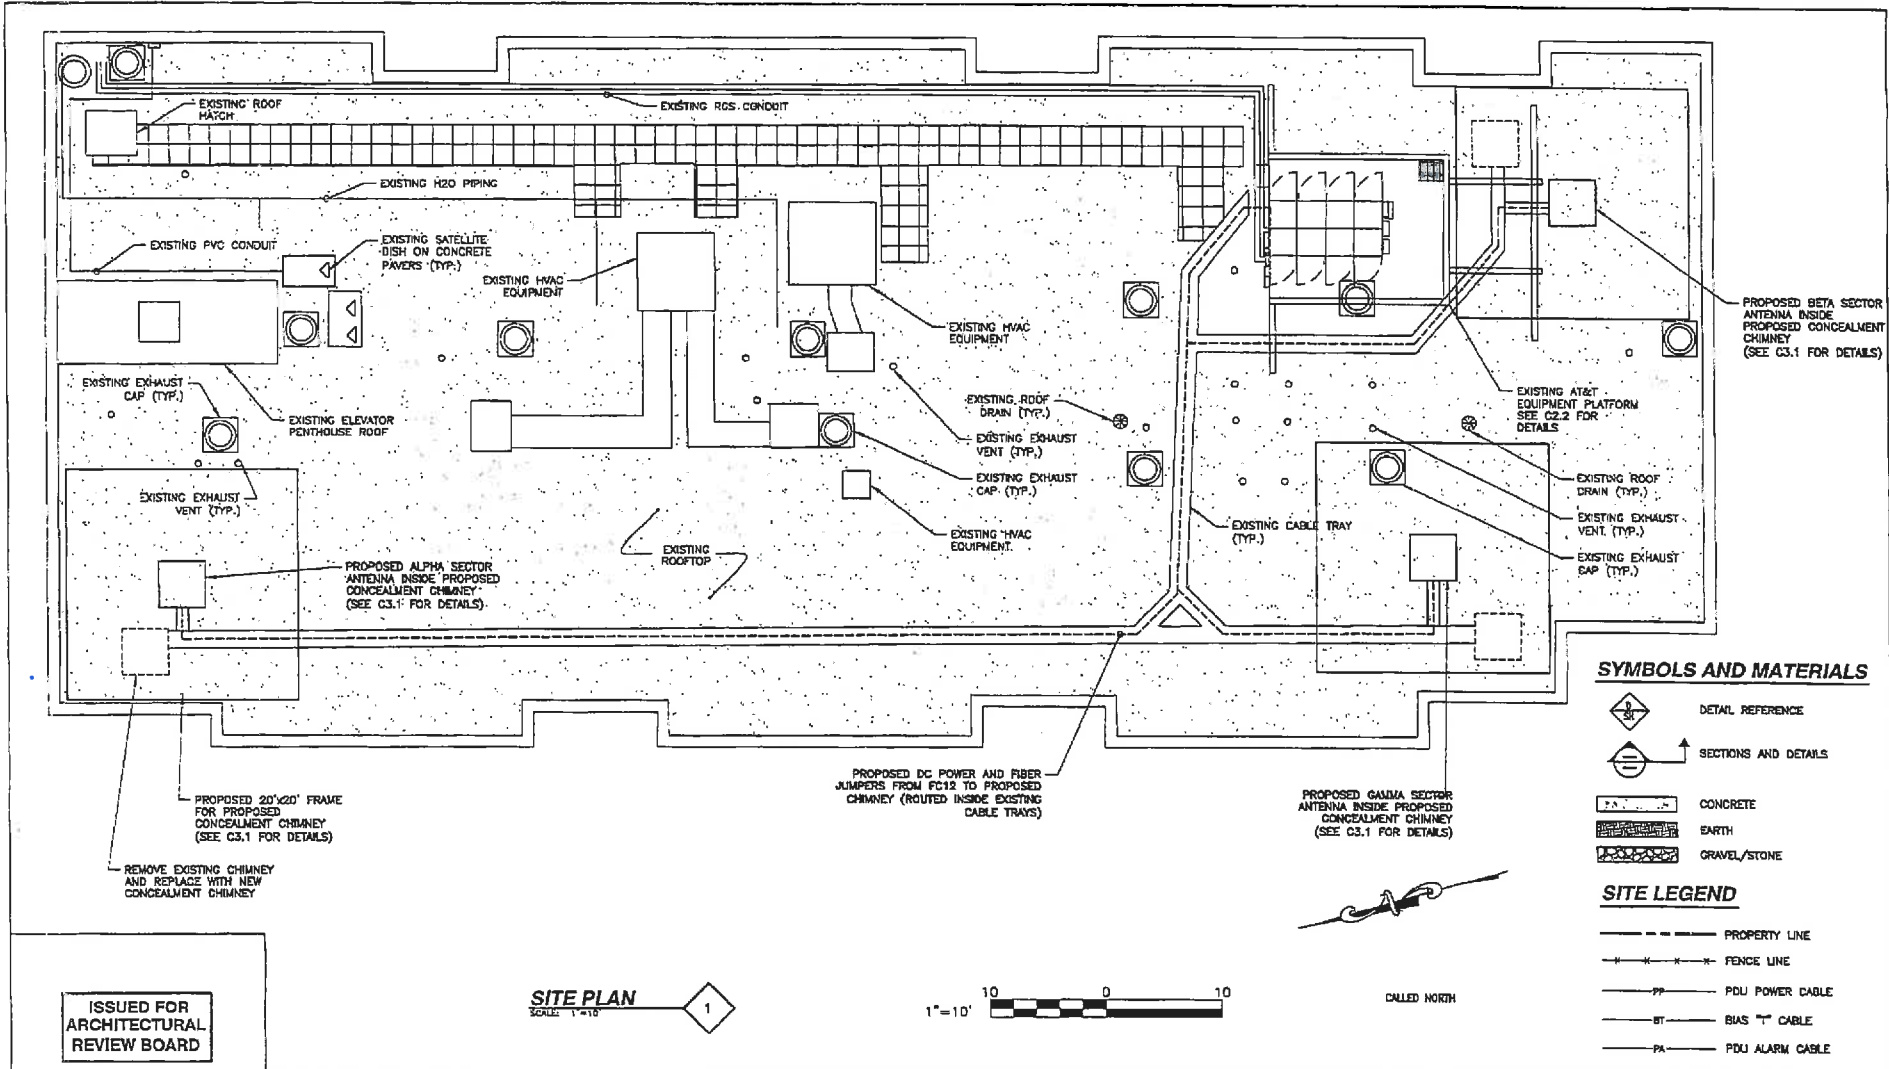 EXISTING ROOF
HATCH
EXISTING RGS CONDUIT
EXISTING H2O PIPING
EXISTING PVC CONDUIT
EXISTING SATELLITE
DISH ON CONCRETE
PAVERS (TYP.)
EXISTING HVAC
EQUIPMENT
EXISTING HVAC
EQUIPMENT
PROPOSED BETA SECTOR
ANTENNA INSIDE
PROPOSED CONCEALMENT
CHIMNEY
(SEE C3.1 FOR DETAILS)
EXISTING EXHAUST
CAP (TYP.)
EXISTING ELEVATOR
PENTHOUSE ROOF
EXISTING ROOF
DRAIN (TYP.)
EXISTING AT&T
EQUIPMENT PLATFORM
SEE C2.2 FOR
DETAILS
EXISTING EXHAUST
VENT (TYP.)
EXISTING EXHAUST
CAP (TYP.)
EXISTING EXHAUST
VENT (TYP.)
EXISTING HVAC
EQUIPMENT.
EXISTING CABLE TRAY
(TYP.)
EXISTING ROOF
DRAIN (TYP.)
EXISTING EXHAUST
VENT (TYP.)
EXISTING EXHAUST
CAP (TYP.)
EXISTING
ROOFTOP
PROPOSED ALPHA SECTOR
ANTENNA INSIDE PROPOSED
CONCEALMENT CHIMNEY
(SEE C3.1 FOR DETAILS)
PROPOSED 20'x20' FRAME
FOR PROPOSED
CONCEALMENT CHIMNEY
(SEE C3.1 FOR DETAILS)
REMOVE EXISTING CHIMNEY
AND REPLACE WITH NEW
CONCEALMENT CHIMNEY
PROPOSED DC POWER AND FIBER
JUMPERS FROM FC12 TO PROPOSED
CHIMNEY (ROUTED INSIDE EXISTING
CABLE TRAYS)
PROPOSED GAMMA SECTOR
ANTENNA INSIDE PROPOSED
CONCEALMENT CHIMNEY
(SEE C3.1 FOR DETAILS)
SYMBOLS AND MATERIALS
DETAIL REFERENCE
SECTIONS AND DETAILS
CONCRETE
EARTH
GRAVEL/STONE
SITE LEGEND
PROPERTY LINE
FENCE LINE
PP PDU POWER CABLE
BT BIAS "T" CABLE
PA PDU ALARM CABLE
N
CALLED NORTH
ISSUED FOR
ARCHITECTURAL
REVIEW BOARD
SITE PLAN 1
SCALE: 1"=10'
1"=10'
10 0 10